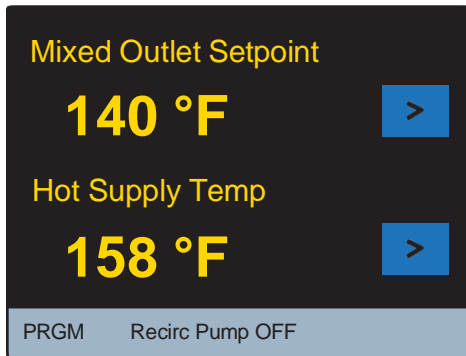 Mixed Outlet Setpoint
140 °F >
Hot Supply Temp
158 °F >
PRGM Recirc Pump OFF